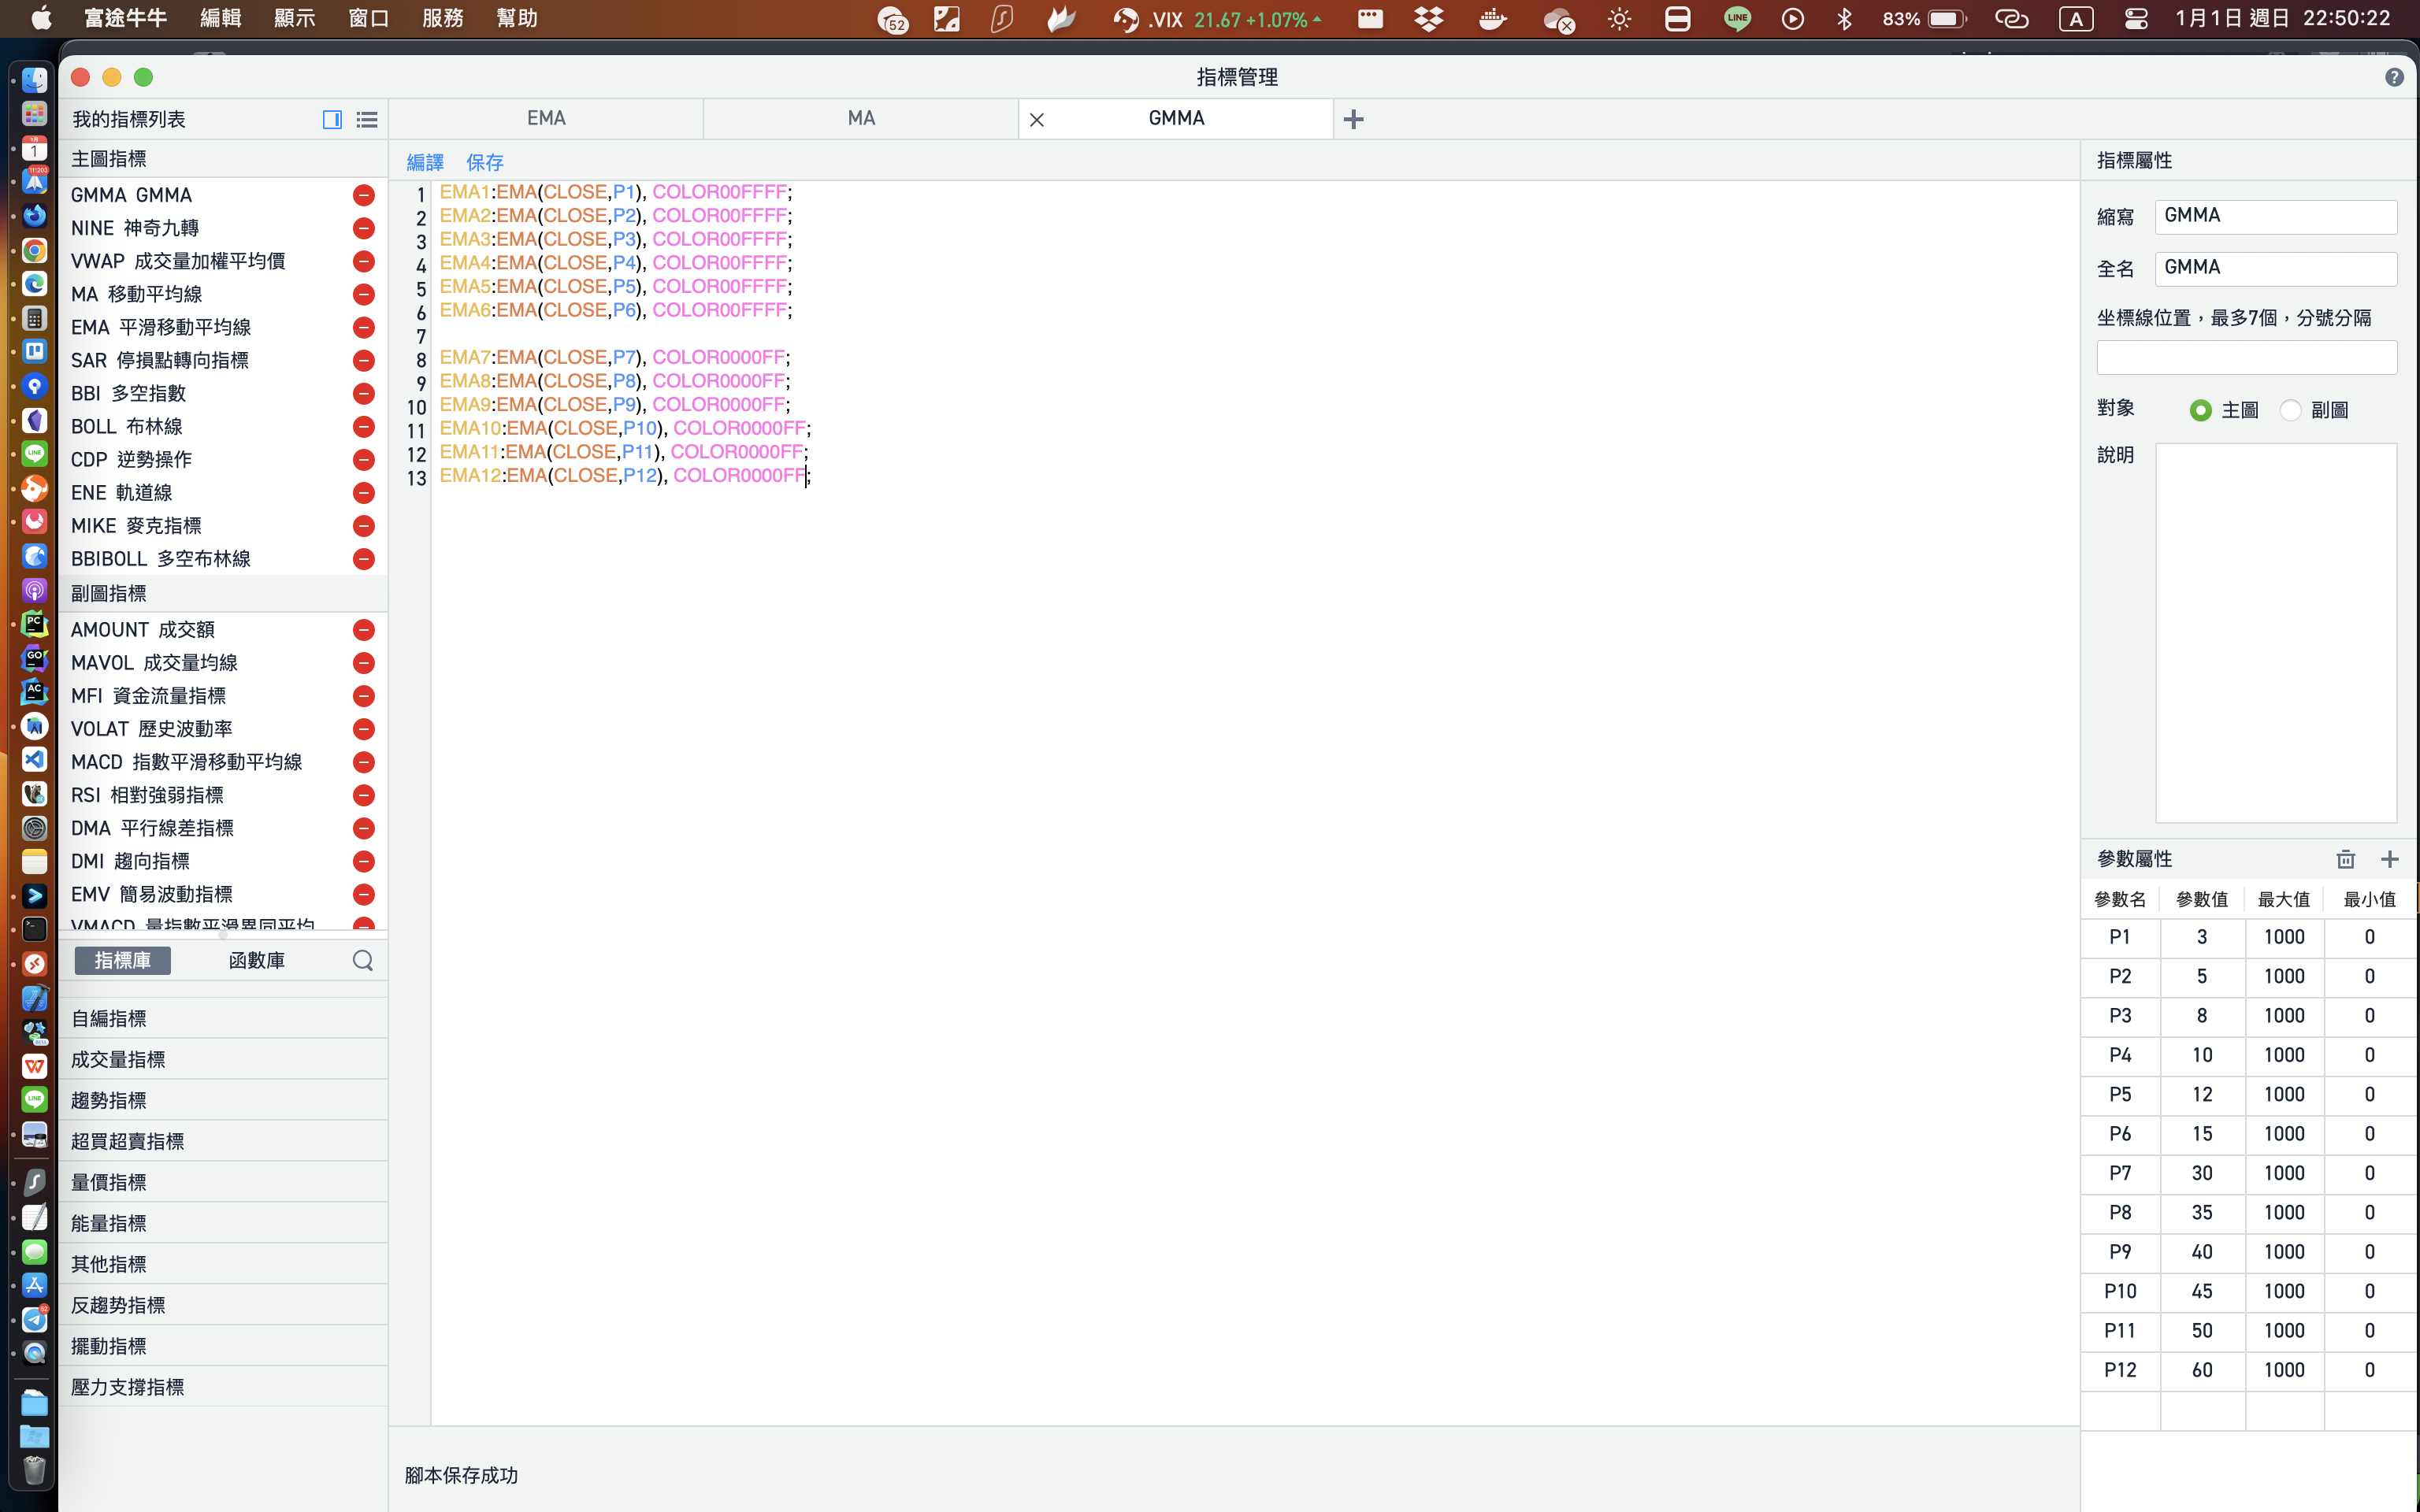 富途牛牛 編輯 顯示 窗口 服務 幫助 52 .VIX 21.67 +1.07% LINE 83% A 1月1日 週日 22:50:22
指標管理
我的指標列表
EMA MA GMMA
主圖指標
編譯 保存
指標屬性
GMMA GMMA
NINE 神奇九轉
VWAP 成交量加權平均價
MA 移動平均線
EMA 平滑移動平均線
SAR 停損點轉向指標
BBI 多空指數
BOLL 布林線
CDP 逆勢操作
ENE 軌道線
MIKE 麥克指標
BBIBOLL 多空布林線
副圖指標
AMOUNT 成交額
MAVOL 成交量均線
MFI 資金流量指標
VOLAT 歷史波動率
MACD 指數平滑移動平均線
RSI 相對強弱指標
DMA 平行線差指標
DMI 趨向指標
EMV 簡易波動指標
VMACD 量指數平滑異同平均
指標庫 函數庫
自編指標
成交量指標
趨勢指標
超買超賣指標
量價指標
能量指標
其他指標
反趨势指標
擺動指標
壓力支撐指標
1 EMA1:EMA(CLOSE,P1), COLOR00FFFF;
2 EMA2:EMA(CLOSE,P2), COLOR00FFFF;
3 EMA3:EMA(CLOSE,P3), COLOR00FFFF;
4 EMA4:EMA(CLOSE,P4), COLOR00FFFF;
5 EMA5:EMA(CLOSE,P5), COLOR00FFFF;
6 EMA6:EMA(CLOSE,P6), COLOR00FFFF;
7
8 EMA7:EMA(CLOSE,P7), COLOR0000FF;
9 EMA8:EMA(CLOSE,P8), COLOR0000FF;
10 EMA9:EMA(CLOSE,P9), COLOR0000FF;
11 EMA10:EMA(CLOSE,P10), COLOR0000FF;
12 EMA11:EMA(CLOSE,P11), COLOR0000FF;
13 EMA12:EMA(CLOSE,P12), COLOR0000FF;
腳本保存成功
縮寫 GMMA
全名 GMMA
坐標線位置，最多7個，分號分隔
對象 主圖 副圖
說明
參數屬性
參數名 參數值 最大值 最小值
P1 3 1000 0
P2 5 1000 0
P3 8 1000 0
P4 10 1000 0
P5 12 1000 0
P6 15 1000 0
P7 30 1000 0
P8 35 1000 0
P9 40 1000 0
P10 45 1000 0
P11 50 1000 0
P12 60 1000 0